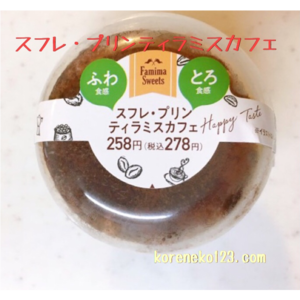 スフレ・プリンティラミスカフェ
Famima
Sweets
ふわ
食感
とろ
食感
スフレ・プリン
ティラミスカフェ
258円(税込278円)
Happy Taste
koreneko123.com